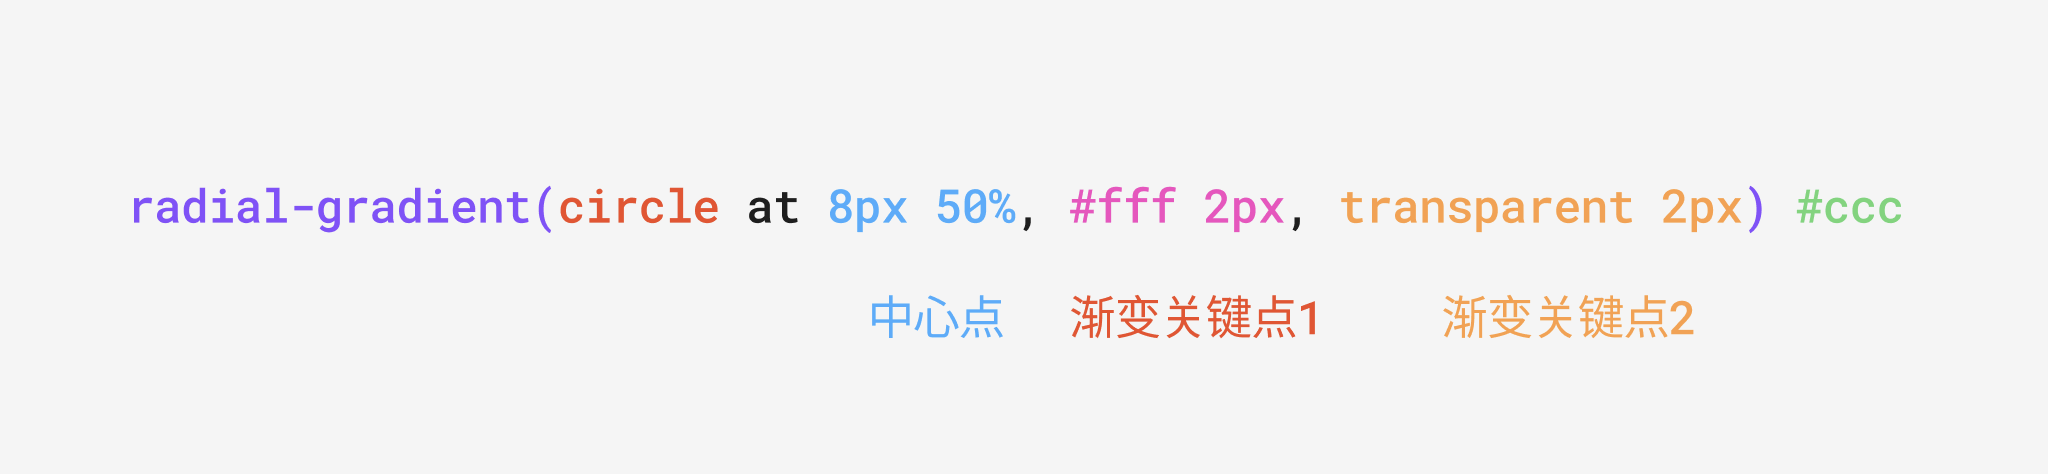 radial-gradient(circle at 8px 50%, #fff 2px, transparent 2px) #ccc
中心点 渐变关键点1 渐变关键点2